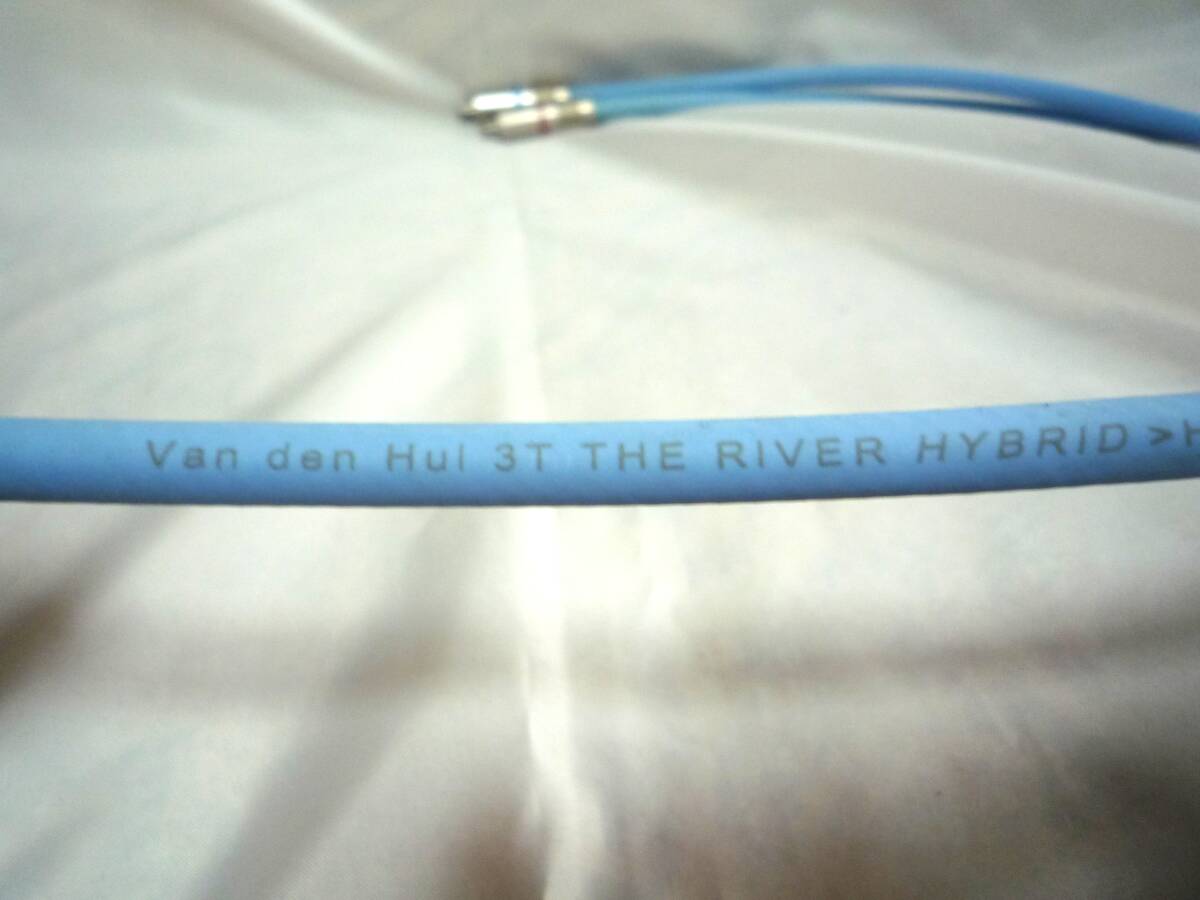 Van den Hul 3T THE RIVER HYBRID >